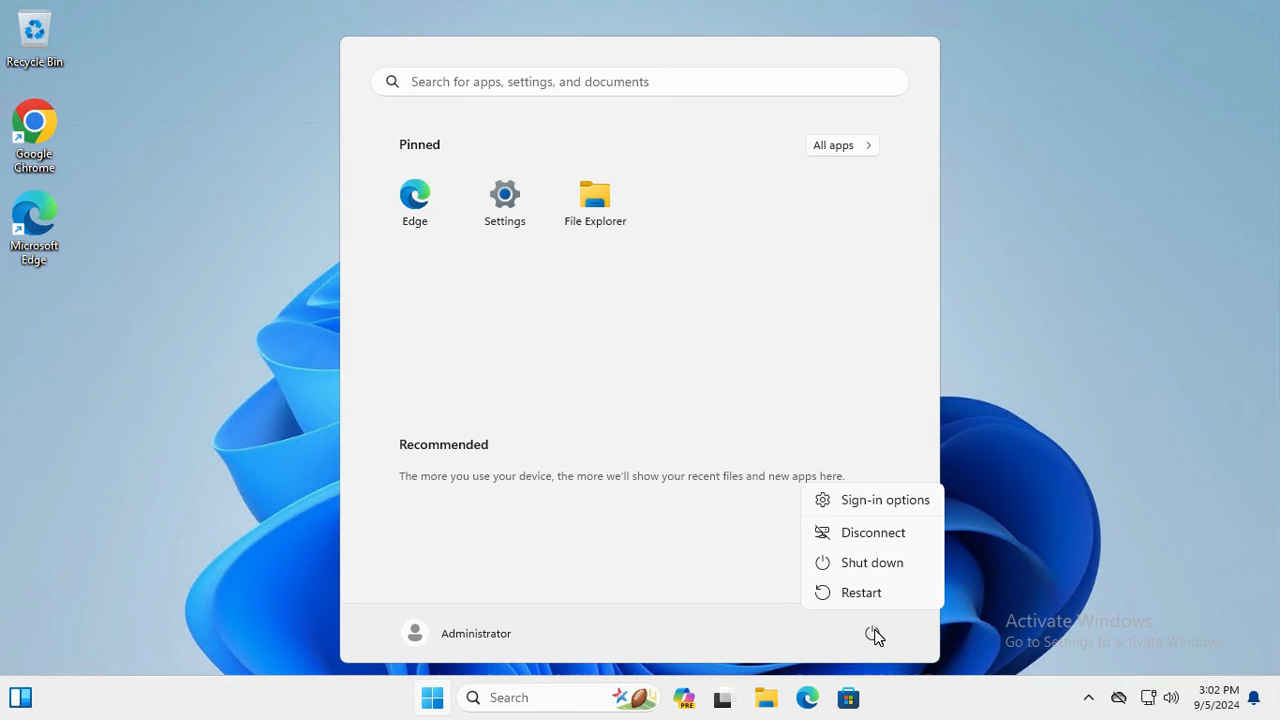 Recycle Bin
Google
Chrome
Microsoft
Edge
Search for apps, settings, and documents
Pinned
All apps
Edge
Settings
File Explorer
Recommended
The more you use your device, the more we'll show your recent files and new apps here.
Sign-in options
Disconnect
Shut down
Restart
Administrator
Activate Windows
Go to Settings to activate Windows.
Search
PRE
3:02 PM
9/5/2024